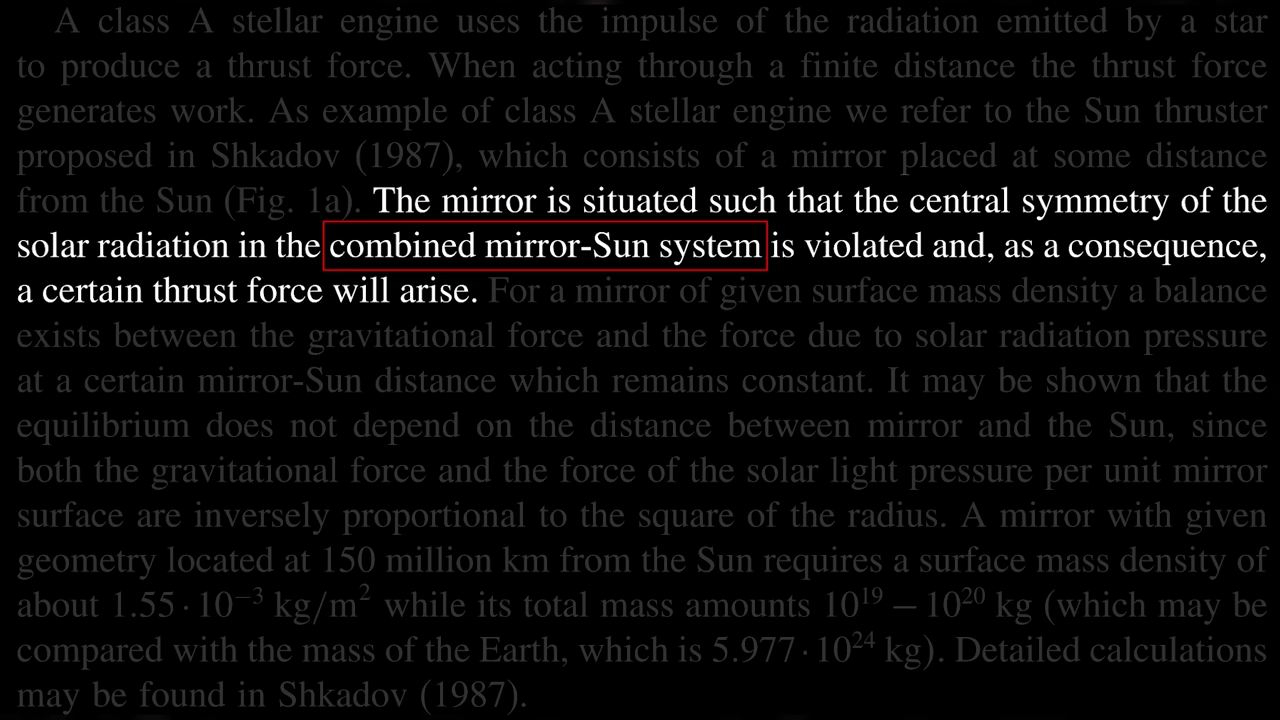 A class A stellar engine uses the impulse of the radiation emitted by a star
to produce a thrust force. When acting through a finite distance the thrust force
generates work. As example of class A stellar engine we refer to the Sun thruster
proposed in Shkadov (1987), which consists of a mirror placed at some distance
from the Sun (Fig. 1a). The mirror is situated such that the central symmetry of the
solar radiation in the combined mirror-Sun system is violated and, as a consequence,
a certain thrust force will arise. For a mirror of given surface mass density a balance
exists between the gravitational force and the force due to solar radiation pressure
at a certain mirror-Sun distance which remains constant. It may be shown that the
equilibrium does not depend on the distance between mirror and the Sun, since
both the gravitational force and the force of the solar light pressure per unit mirror
surface are inversely proportional to the square of the radius. A mirror with given
geometry located at 150 million km from the Sun requires a surface mass density of
about 1.55 · 10⁻³ kg/m² while its total mass amounts 10¹⁹ – 10²⁰ kg (which may be
compared with the mass of the Earth, which is 5.977 · 10²⁴ kg). Detailed calculations
may be found in Shkadov (1987).